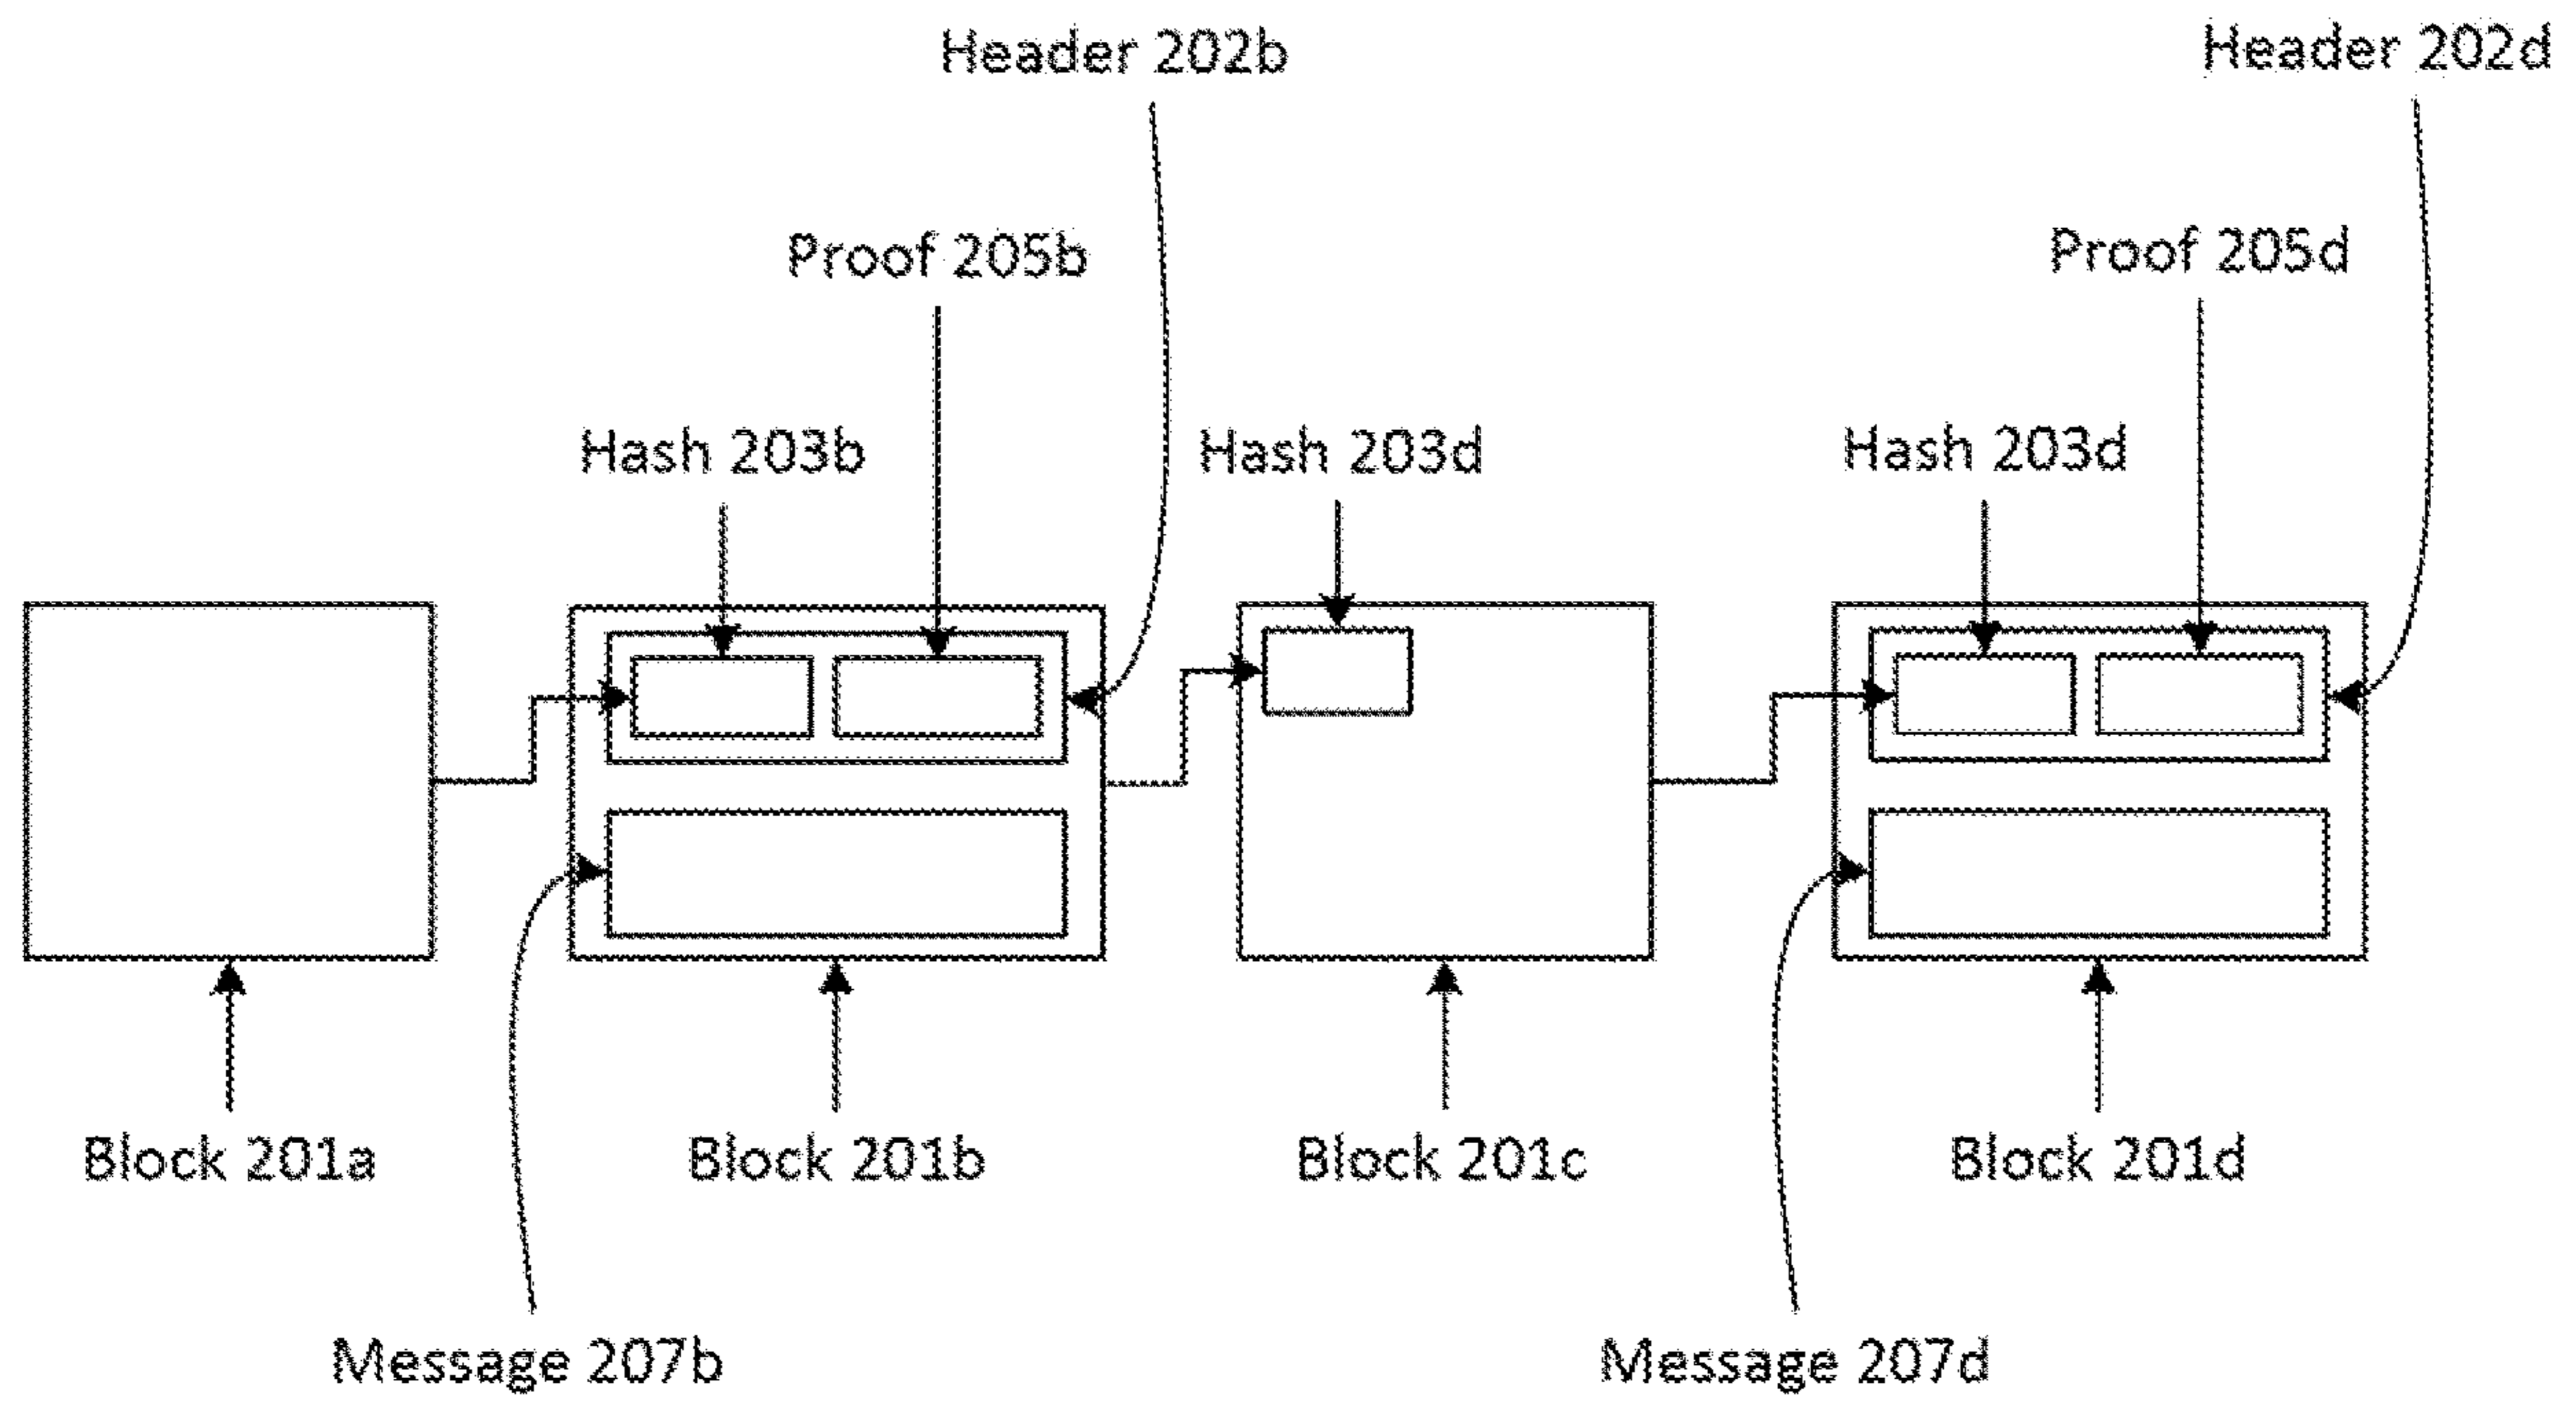 Header 202b
Header 202d
Proof 205b
Proof 205d
Hash 203b
Hash 203d
Hash 203d
Block 201a
Block 201b
Block 201c
Block 201d
Message 207b
Message 207d